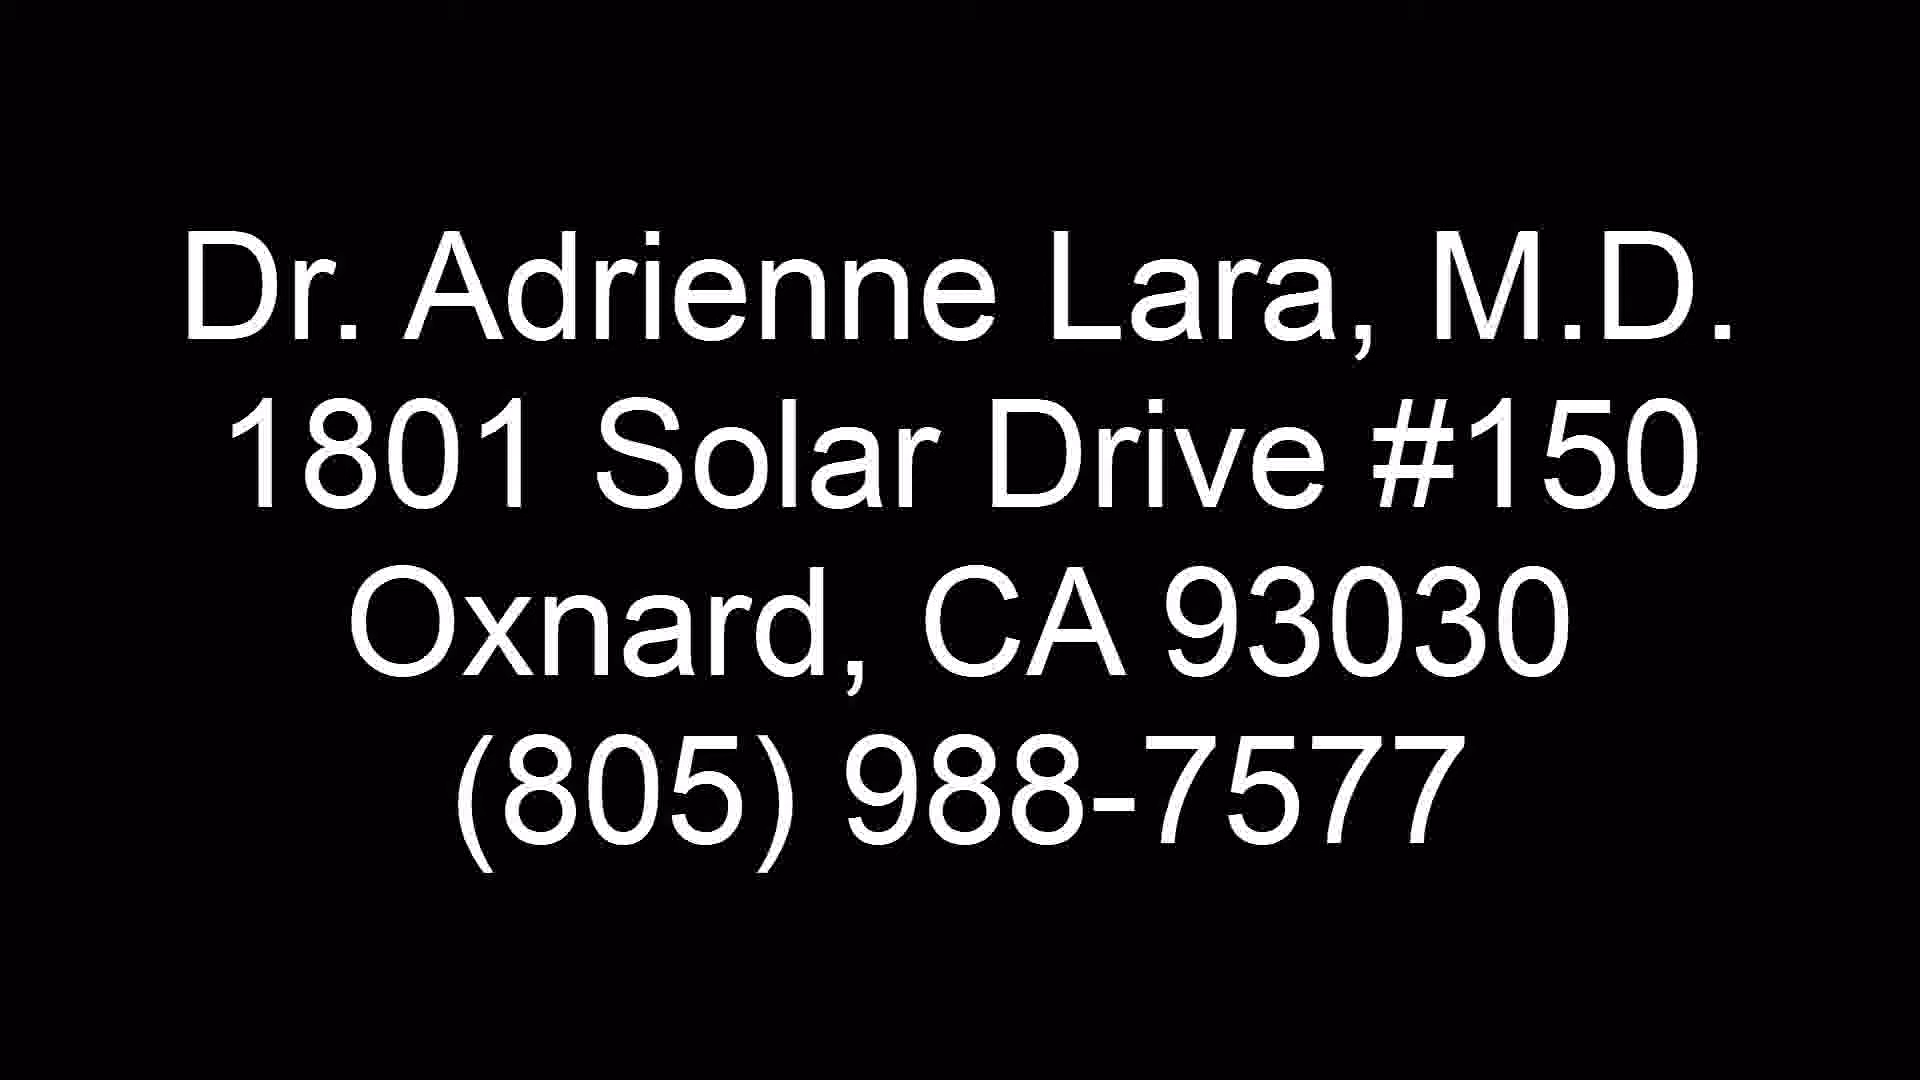 Dr. Adrienne Lara, M.D.
1801 Solar Drive #150
Oxnard, CA 93030
(805) 988-7577